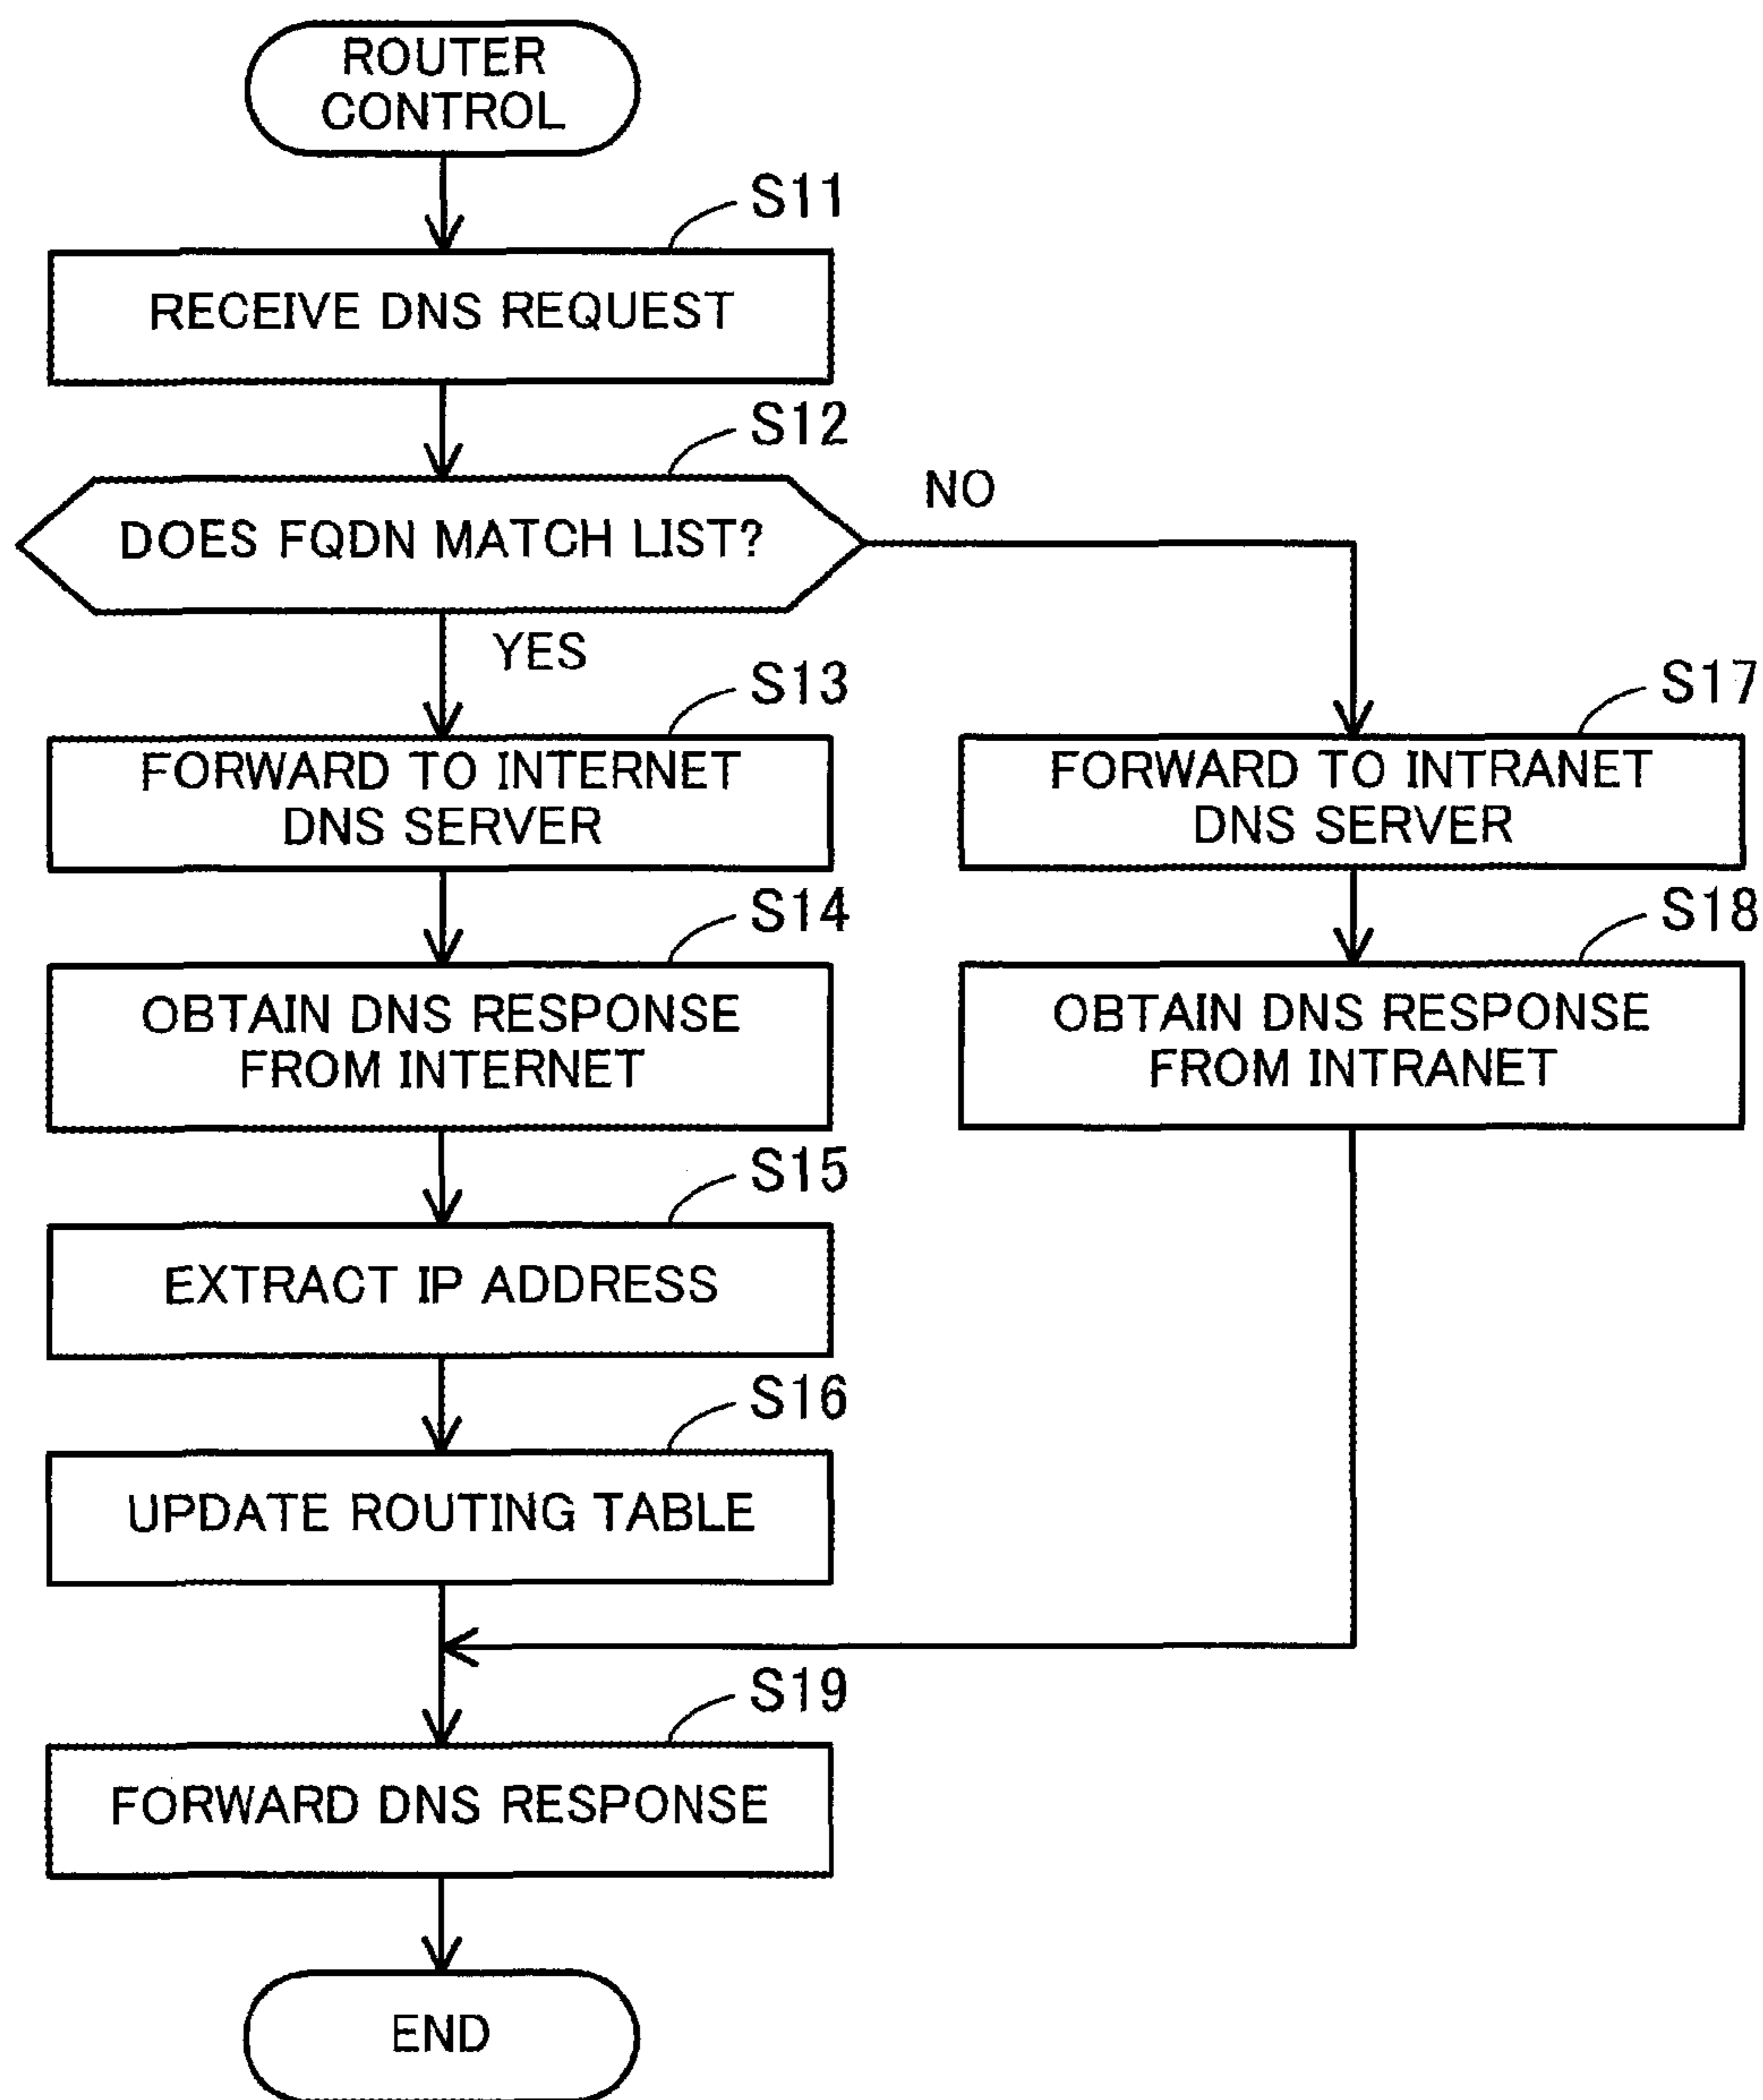 ROUTER
CONTROL
S11
RECEIVE DNS REQUEST
S12
DOES FQDN MATCH LIST?
NO
YES
S13
FORWARD TO INTERNET
DNS SERVER
S17
FORWARD TO INTRANET
DNS SERVER
S14
OBTAIN DNS RESPONSE
FROM INTERNET
S18
OBTAIN DNS RESPONSE
FROM INTRANET
S15
EXTRACT IP ADDRESS
S16
UPDATE ROUTING TABLE
S19
FORWARD DNS RESPONSE
END